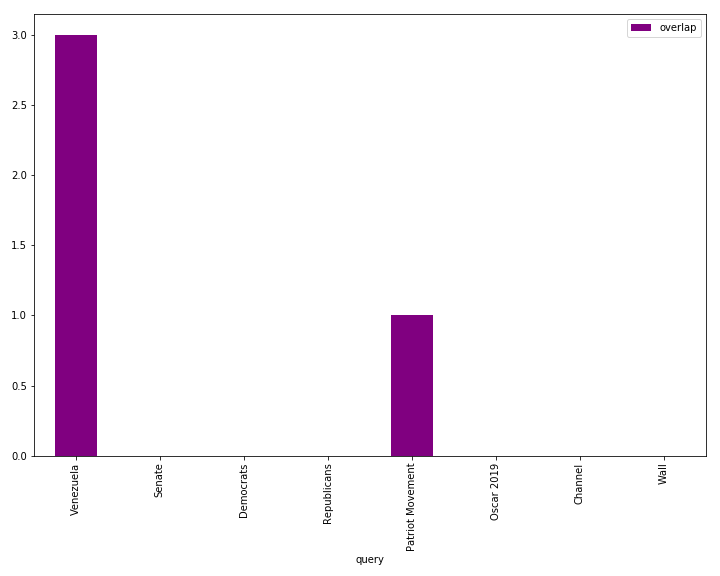 overlap
3.0
2.5
2.0
1.5
1.0
0.5
0.0
Venezuela
Senate
Democrats
Republicans
Patriot Movement
Oscar 2019
Channel
Wall
query